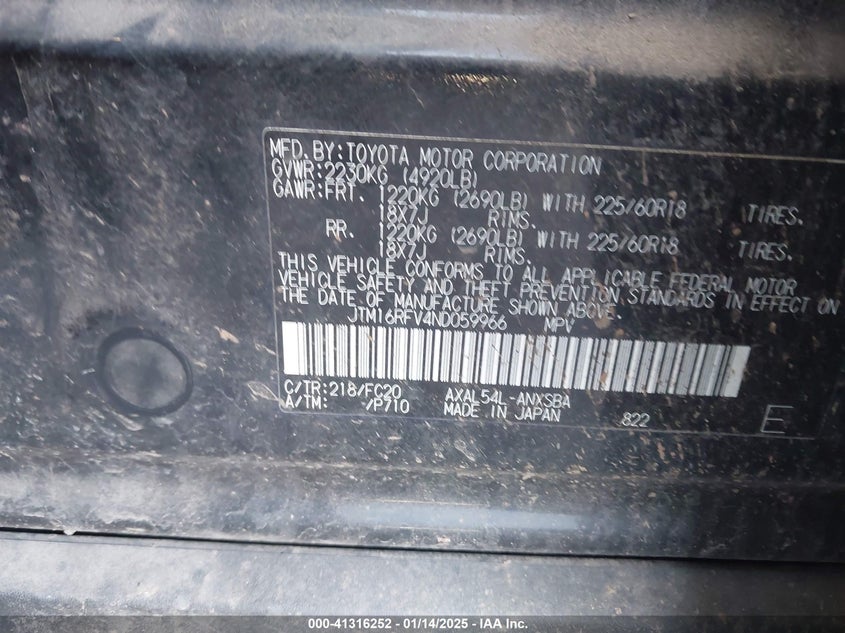 MFD.BY:TOYOTA MOTOR CORPORATION
GVWR:2230KG (4920LB)
GAWR:FRT. 1220KG (2690LB) WITH 225/60R18 TIRES.
18X7J RIMS.
RR. 1220KG (2690LB) WITH 225/60R18 TIRES.
18X7J RIMS.
THIS VEHICLE CONFORMS TO ALL APPLICABLE FEDERAL MOTOR
VEHICLE SAFETY AND THEFT PREVENTION STANDARDS IN EFFECT ON
THE DATE OF MANUFACTURE SHOWN ABOVE.
JTM16RFV4ND059966 MPV
C/TR:218/FC20 AXAL54L-ANXSBA
A/TM: /P710 MADE IN JAPAN 822 E
000-41316252 - 01/14/2025 - IAA Inc.